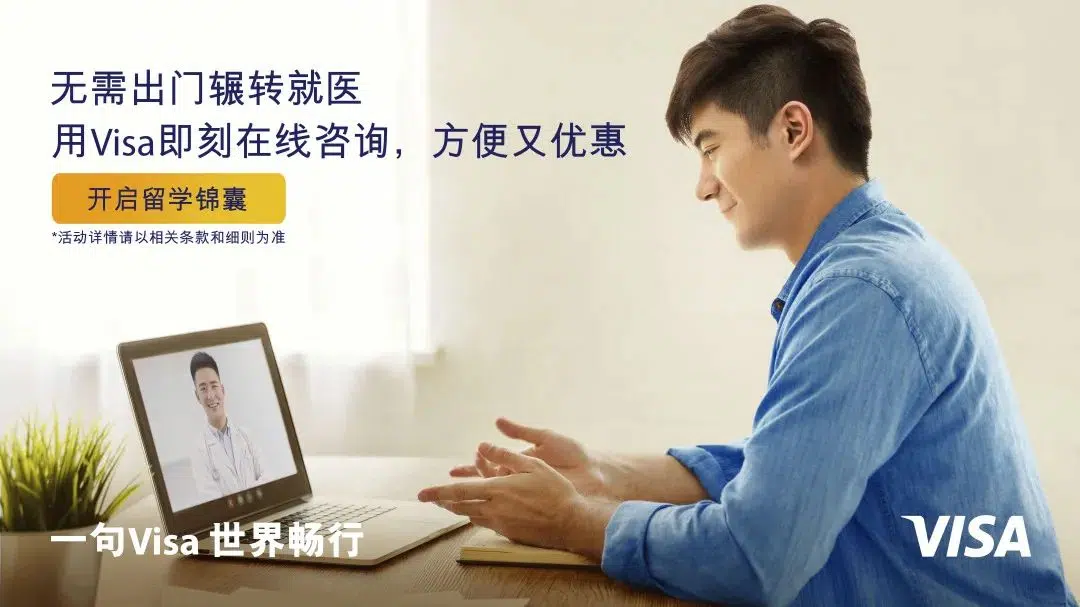 无需出门辗转就医
用Visa即刻在线咨询，方便又优惠
开启留学锦囊
*活动详情请以相关条款和细则为准
一句Visa 世界畅行
VISA